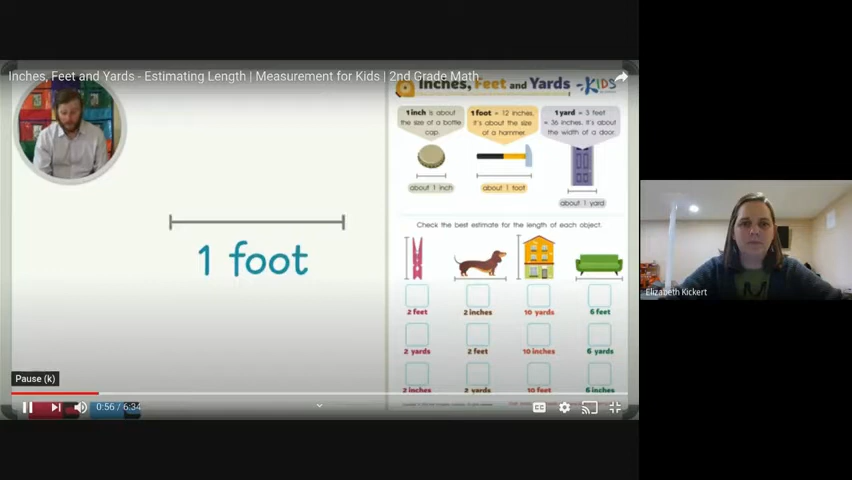 Inches, Feet and Yards - Estimating Length | Measurement for Kids | 2nd Grade Math
Inches, Feet and Yards
KIDS
1 inch is about
the size of a bottle
cap.
1 foot = 12 inches.
It's about the size
of a hammer.
1 yard = 3 feet
= 36 inches. It's about
the width of a door.
about 1 inch
about 1 foot
about 1 yard
1 foot
Check the best estimate for the length of each object.
2 feet
2 inches
10 yards
6 feet
2 yards
2 feet
10 inches
6 yards
2 inches
2 yards
10 feet
6 inches
Pause (k)
0:56 / 6:34
CC
Elizabeth Kickert